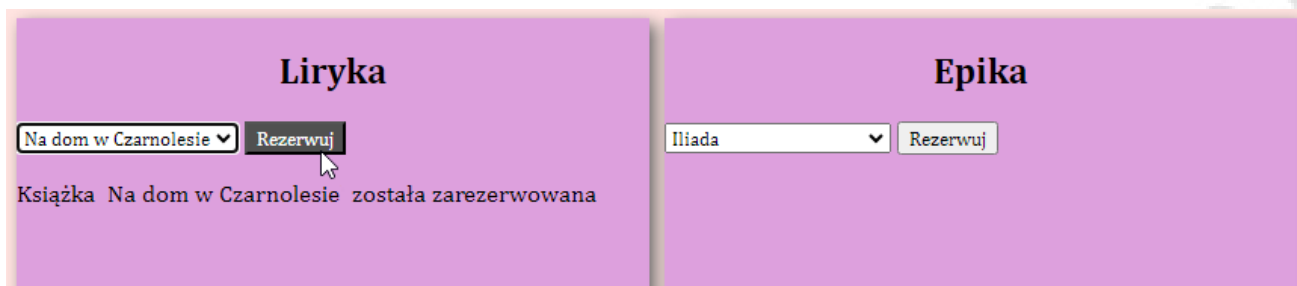 Liryka
Na dom w Czarnolesie Rezerwuj
Książka Na dom w Czarnolesie została zarezerwowana
Epika
Iliada Rezerwuj